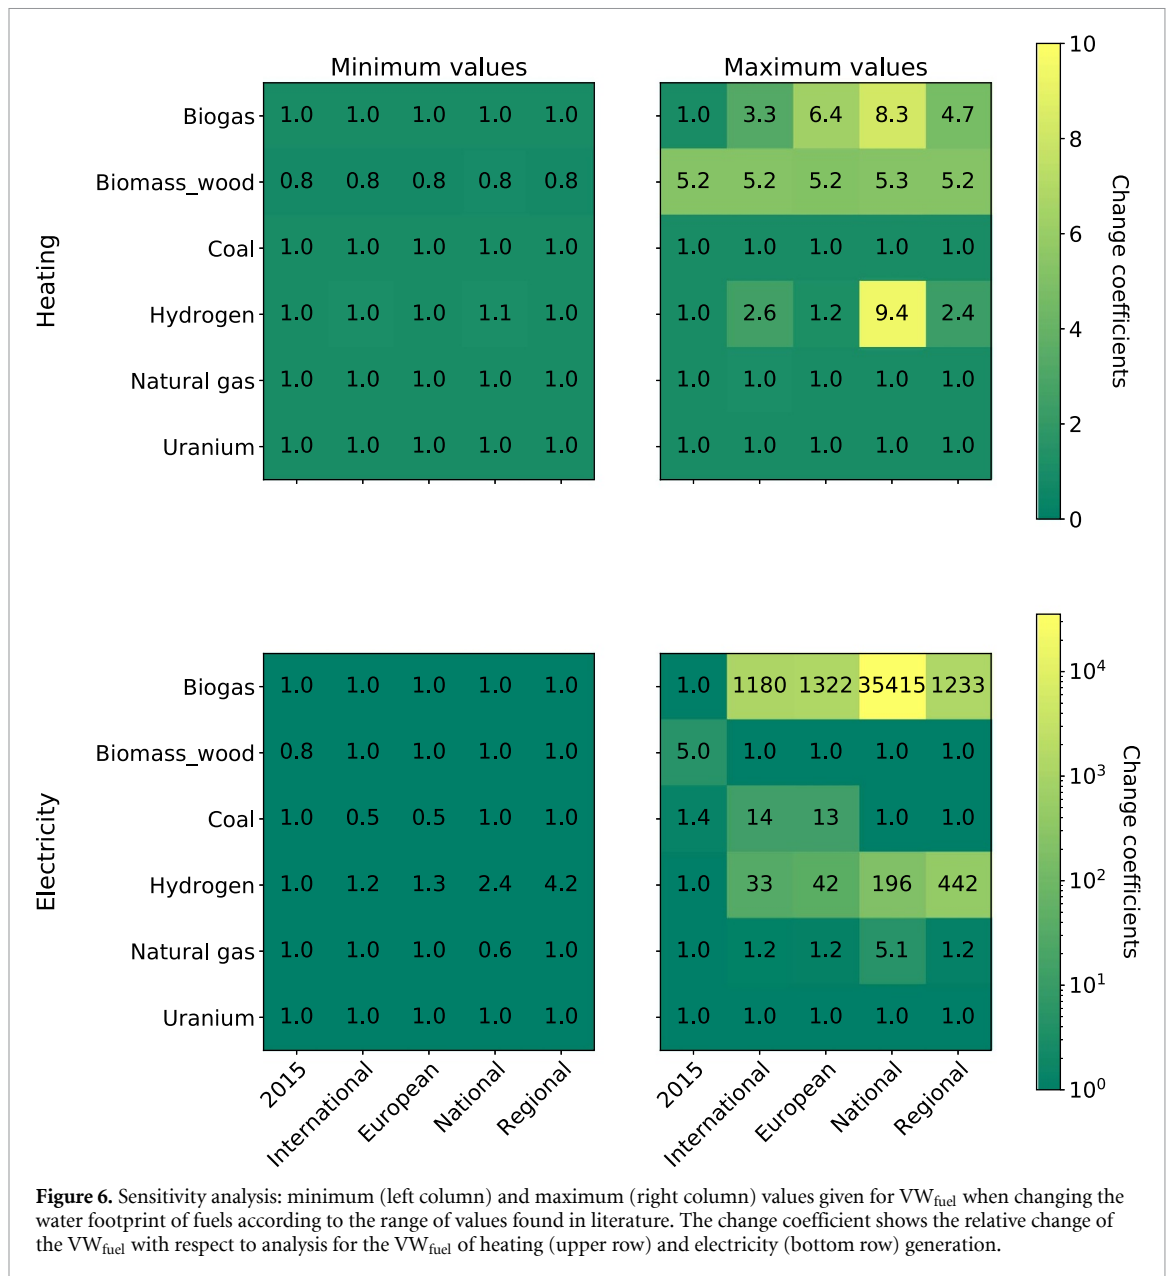 Minimum values
Maximum values
Heating
Biogas 1.0 1.0 1.0 1.0 1.0 1.0 3.3 6.4 8.3 4.7
Biomass_wood 0.8 0.8 0.8 0.8 0.8 5.2 5.2 5.2 5.3 5.2
Coal 1.0 1.0 1.0 1.0 1.0 1.0 1.0 1.0 1.0 1.0
Hydrogen 1.0 1.0 1.0 1.1 1.0 1.0 2.6 1.2 9.4 2.4
Natural gas 1.0 1.0 1.0 1.0 1.0 1.0 1.0 1.0 1.0 1.0
Uranium 1.0 1.0 1.0 1.0 1.0 1.0 1.0 1.0 1.0 1.0
10
8
6
4
2
0
Change coefficients
Electricity
Biogas 1.0 1.0 1.0 1.0 1.0 1.0 1180 1322 35415 1233
Biomass_wood 0.8 1.0 1.0 1.0 1.0 5.0 1.0 1.0 1.0 1.0
Coal 1.0 0.5 0.5 1.0 1.0 1.4 14 13 1.0 1.0
Hydrogen 1.0 1.2 1.3 2.4 4.2 1.0 33 42 196 442
Natural gas 1.0 1.0 1.0 0.6 1.0 1.0 1.2 1.2 5.1 1.2
Uranium 1.0 1.0 1.0 1.0 1.0 1.0 1.0 1.0 1.0 1.0
2015 International European National Regional
2015 International European National Regional
10⁴
10³
10²
10¹
10⁰
Change coefficients
Figure 6. Sensitivity analysis: minimum (left column) and maximum (right column) values given for VWfuel when changing the
water footprint of fuels according to the range of values found in literature. The change coefficient shows the relative change of
the VWfuel with respect to analysis for the VWfuel of heating (upper row) and electricity (bottom row) generation.